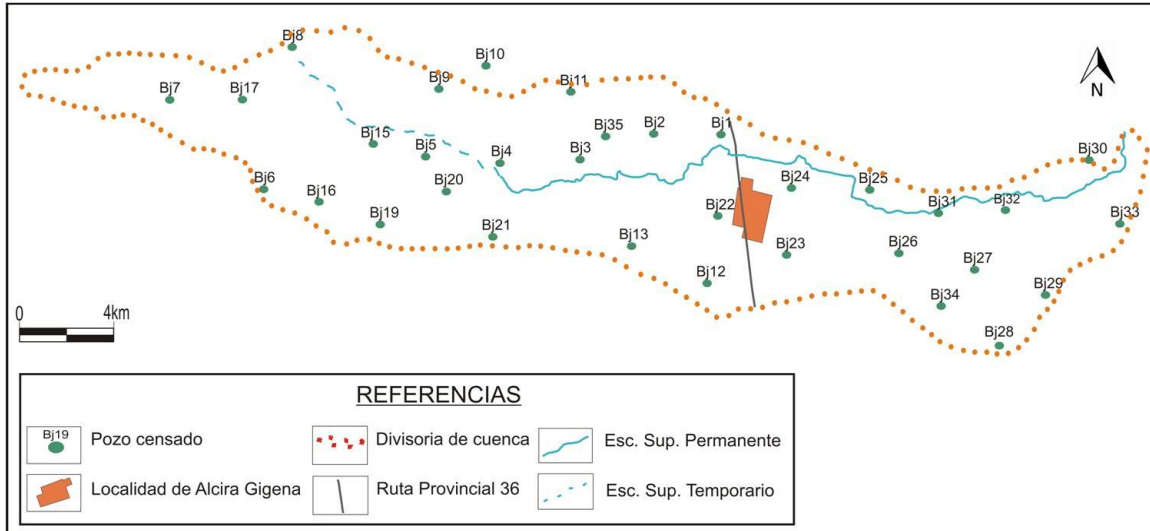 Bj8
Bj10
Bj7
Bj17
Bj9
Bj11
N
Bj35
Bj2
Bj1
Bj15
Bj5
Bj4
Bj3
Bj30
Bj6
Bj16
Bj20
Bj24
Bj25
Bj19
Bj21
Bj22
Bj31
Bj32
Bj33
Bj13
Bj23
Bj26
Bj27
Bj12
Bj34
Bj29
Bj28
0 4km
REFERENCIAS
Bj19
Pozo censado
Divisoria de cuenca
Esc. Sup. Permanente
Localidad de Alcira Gigena
Ruta Provincial 36
Esc. Sup. Temporario